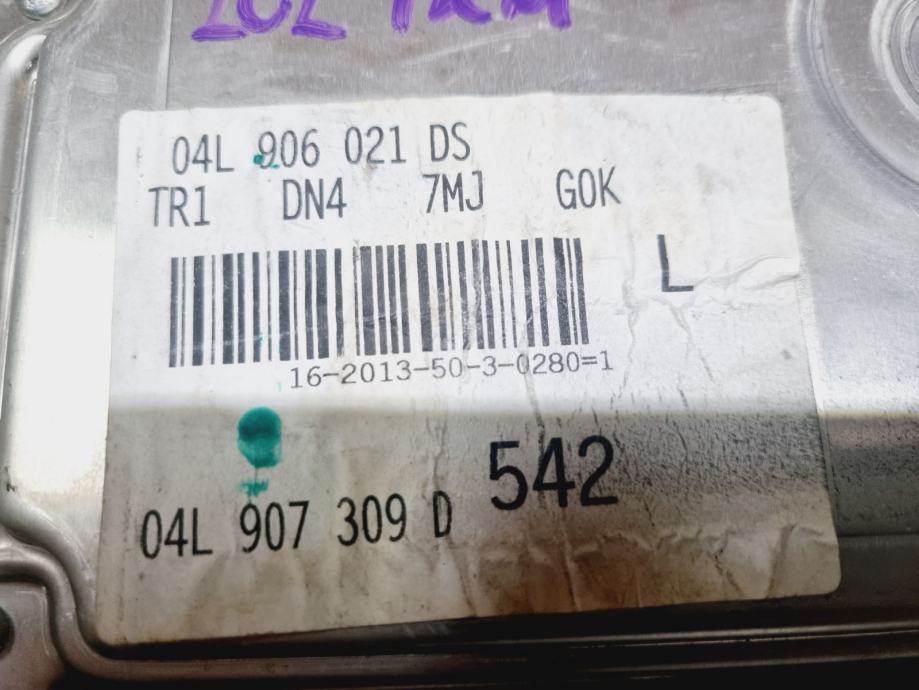 04L 906 021 DS
TR1 DN4 7MJ G0K
L
16-2013-50-3-0280=1
542
04L 907 309 D